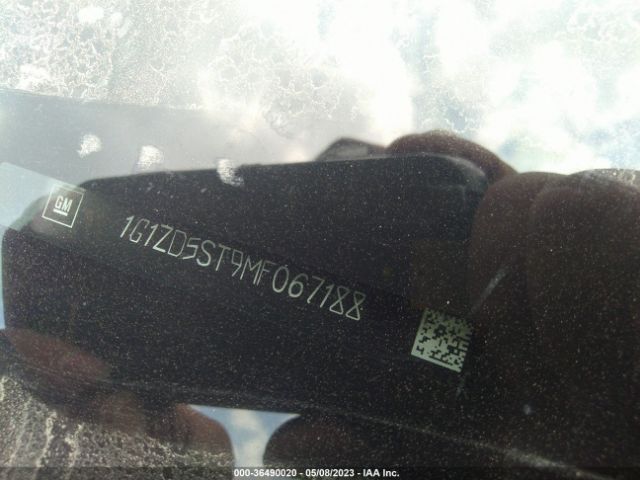 GM
1G1ZD5ST9MF067188
000-36490020 - 05/08/2023 - IAA Inc.